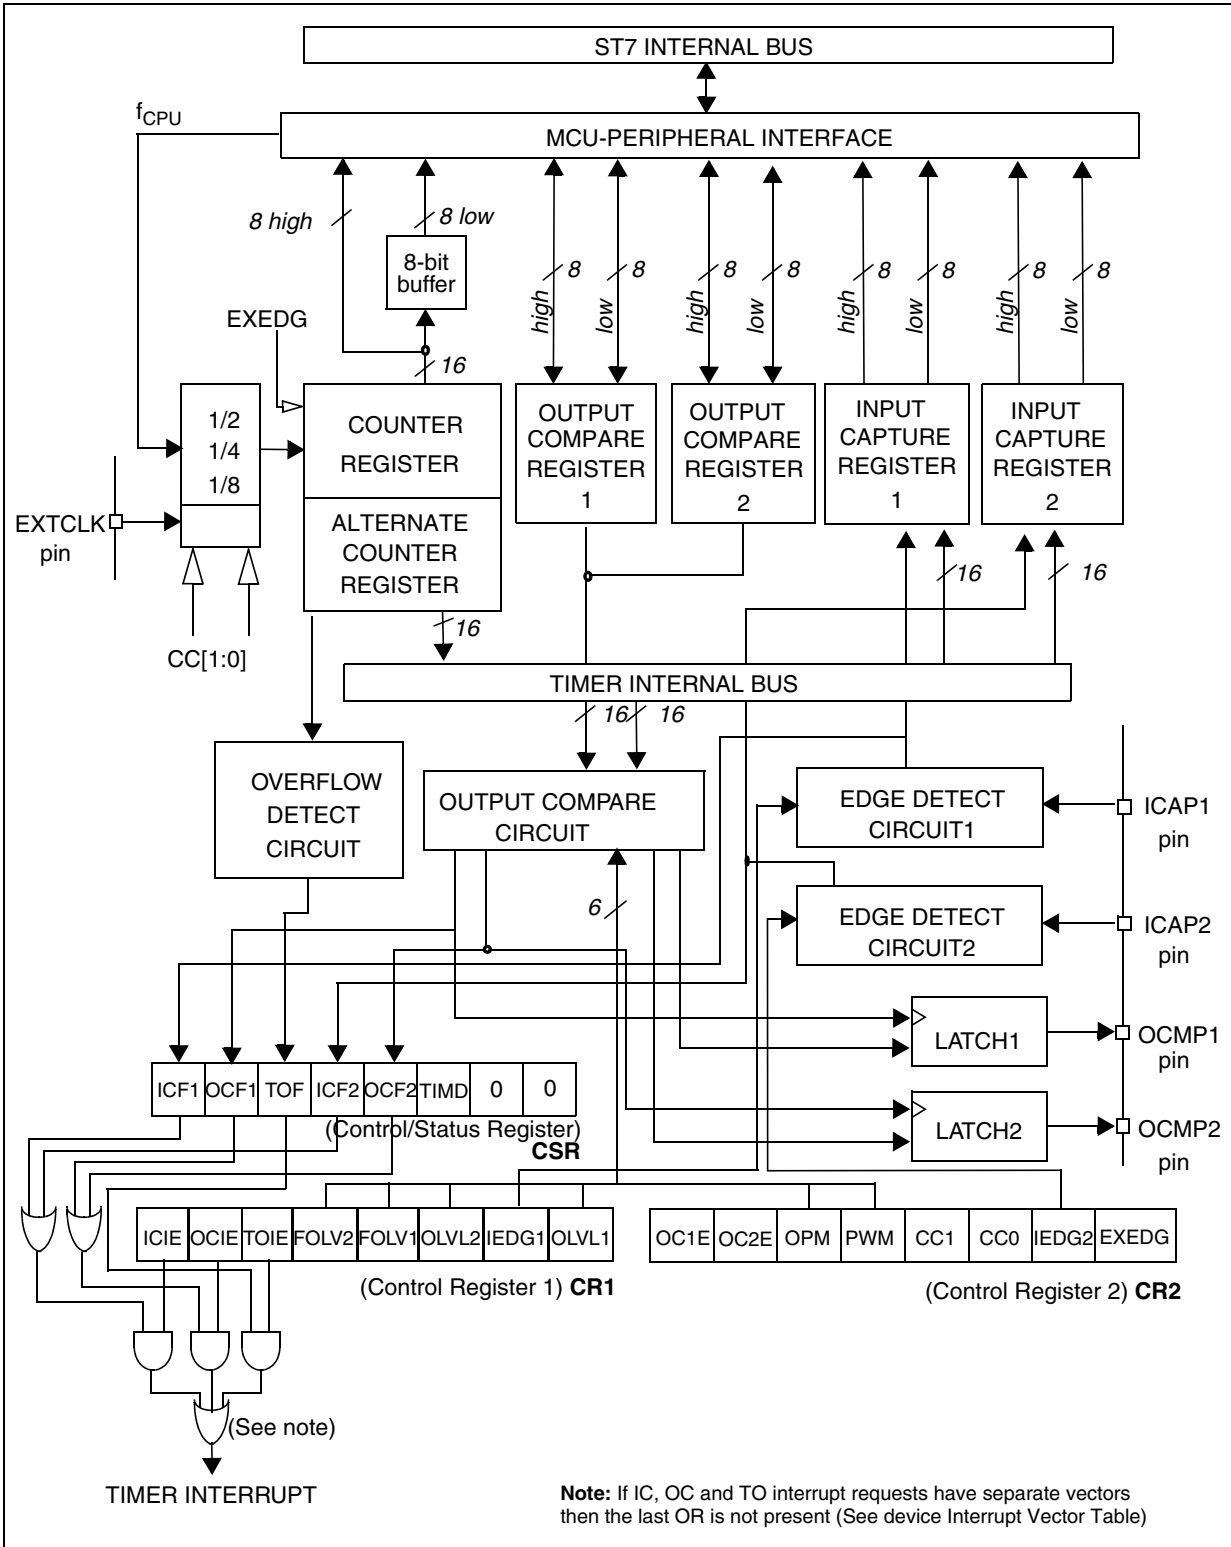 ST7 INTERNAL BUS
fCPU
MCU-PERIPHERAL INTERFACE
8 high
8 low
8-bit
buffer
high
8
low
8
high
8
low
8
high
8
low
8
high
8
low
8
EXEDG
16
1/2
1/4
1/8
COUNTER
REGISTER
OUTPUT
COMPARE
REGISTER
1
OUTPUT
COMPARE
REGISTER
2
INPUT
CAPTURE
REGISTER
1
INPUT
CAPTURE
REGISTER
2
EXTCLK
pin
ALTERNATE
COUNTER
REGISTER
16
16
16
CC[1:0]
TIMER INTERNAL BUS
16
16
OVERFLOW
DETECT
CIRCUIT
OUTPUT COMPARE
CIRCUIT
EDGE DETECT
CIRCUIT1
ICAP1
pin
6
EDGE DETECT
CIRCUIT2
ICAP2
pin
LATCH1
OCMP1
pin
LATCH2
OCMP2
pin
ICF1 OCF1 TOF ICF2 OCF2 TIMD 0 0
(Control/Status Register)
CSR
ICIE OCIE TOIE FOLV2 FOLV1 OLVL2 IEDG1 OLVL1
(Control Register 1) CR1
OC1E OC2E OPM PWM CC1 CC0 IEDG2 EXEDG
(Control Register 2) CR2
(See note)
TIMER INTERRUPT
Note: If IC, OC and TO interrupt requests have separate vectors
then the last OR is not present (See device Interrupt Vector Table)